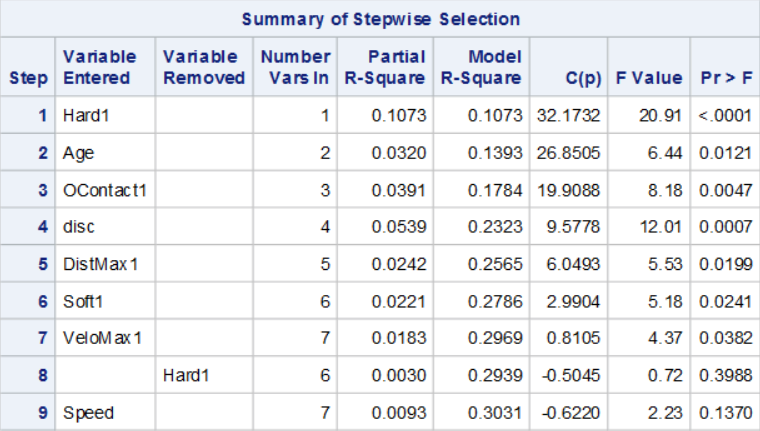 Summary of Stepwise Selection
Step Variable Entered Variable Removed Number Vars In Partial R-Square Model R-Square C(p) F Value Pr > F
1 Hard1 1 0.1073 0.1073 32.1732 20.91 <.0001
2 Age 2 0.0320 0.1393 26.8505 6.44 0.0121
3 OContact1 3 0.0391 0.1784 19.9088 8.18 0.0047
4 disc 4 0.0539 0.2323 9.5778 12.01 0.0007
5 DistMax1 5 0.0242 0.2565 6.0493 5.53 0.0199
6 Soft1 6 0.0221 0.2786 2.9904 5.18 0.0241
7 VeloMax1 7 0.0183 0.2969 0.8105 4.37 0.0382
8 Hard1 6 0.0030 0.2939 -0.5045 0.72 0.3988
9 Speed 7 0.0093 0.3031 -0.6220 2.23 0.1370